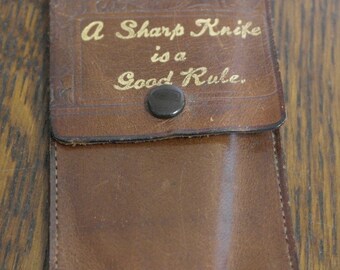 A Sharp Knife
is a
Good Rule.